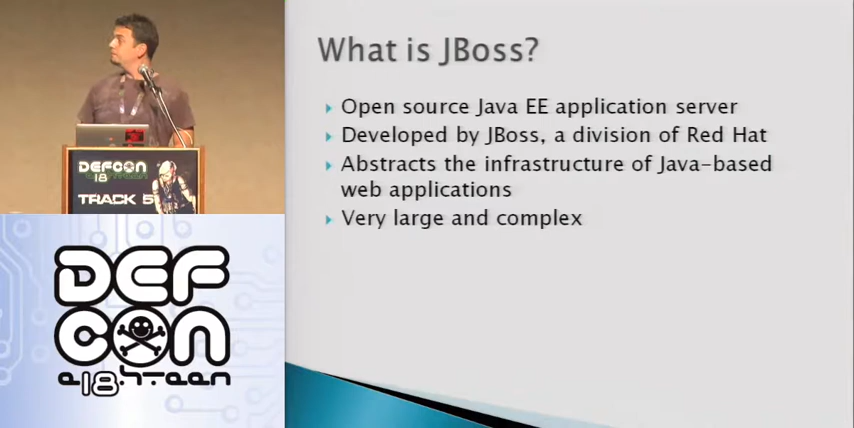 DEFCON
18
TRACK 5
DEF
CON
e18hteen
What is JBoss?
Open source Java EE application server
Developed by JBoss, a division of Red Hat
Abstracts the infrastructure of Java-based
web applications
Very large and complex